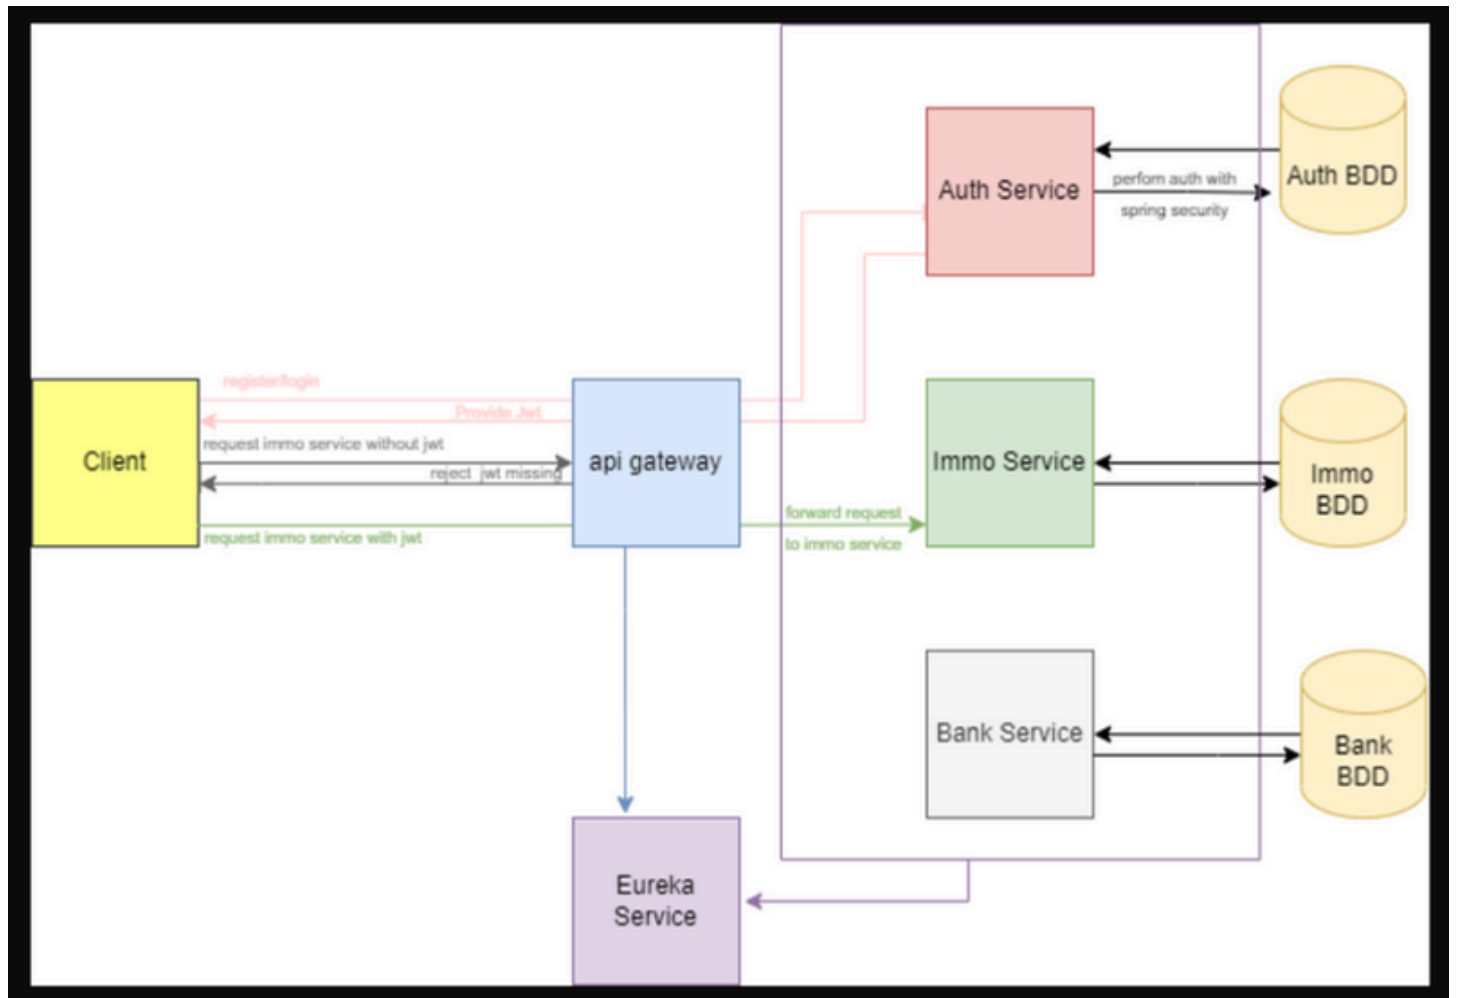 Auth Service
perfom auth with
spring security
Auth BDD
register/login
Provide Jwt
request immo service without jwt
reject jwt missing
request immo service with jwt
Client
api gateway
forward request
to immo service
Immo Service
Immo
BDD
Bank Service
Bank
BDD
Eureka
Service